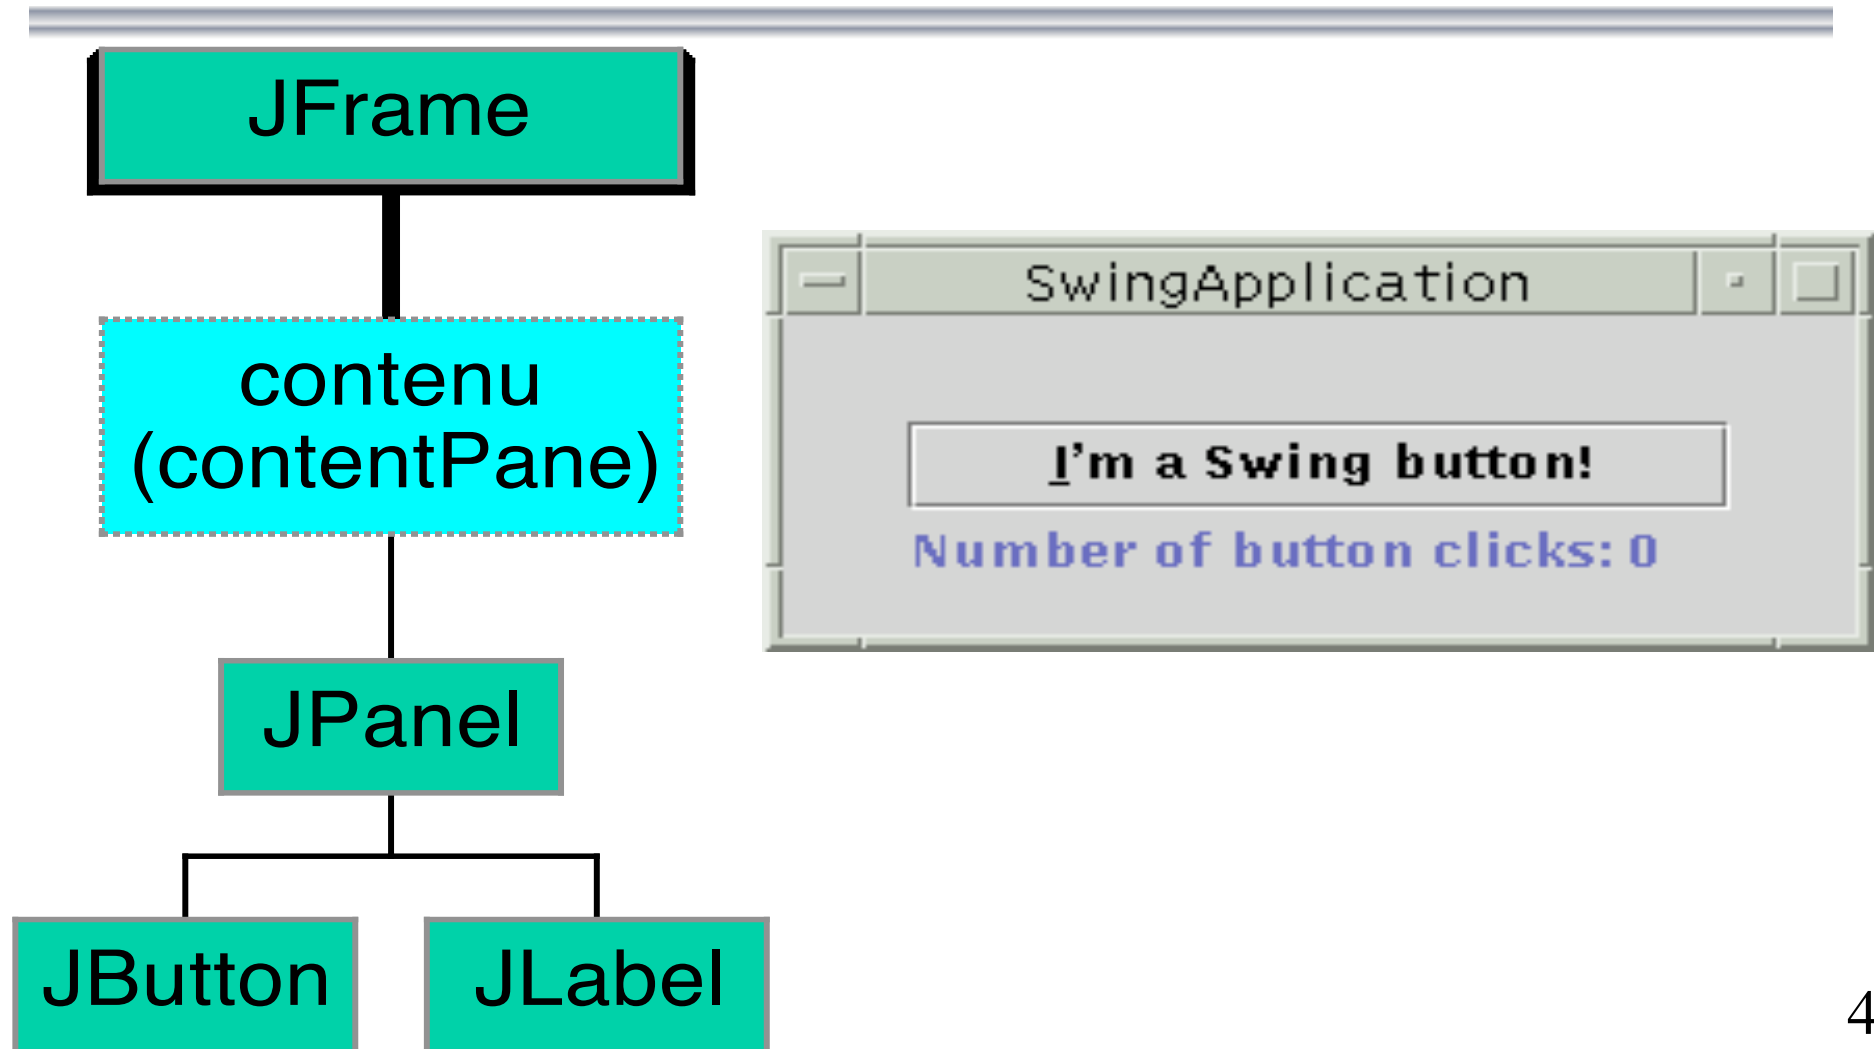 JFrame
contenu
(contentPane)
JPanel
JButton
JLabel
SwingApplication
I'm a Swing button!
Number of button clicks: 0
4